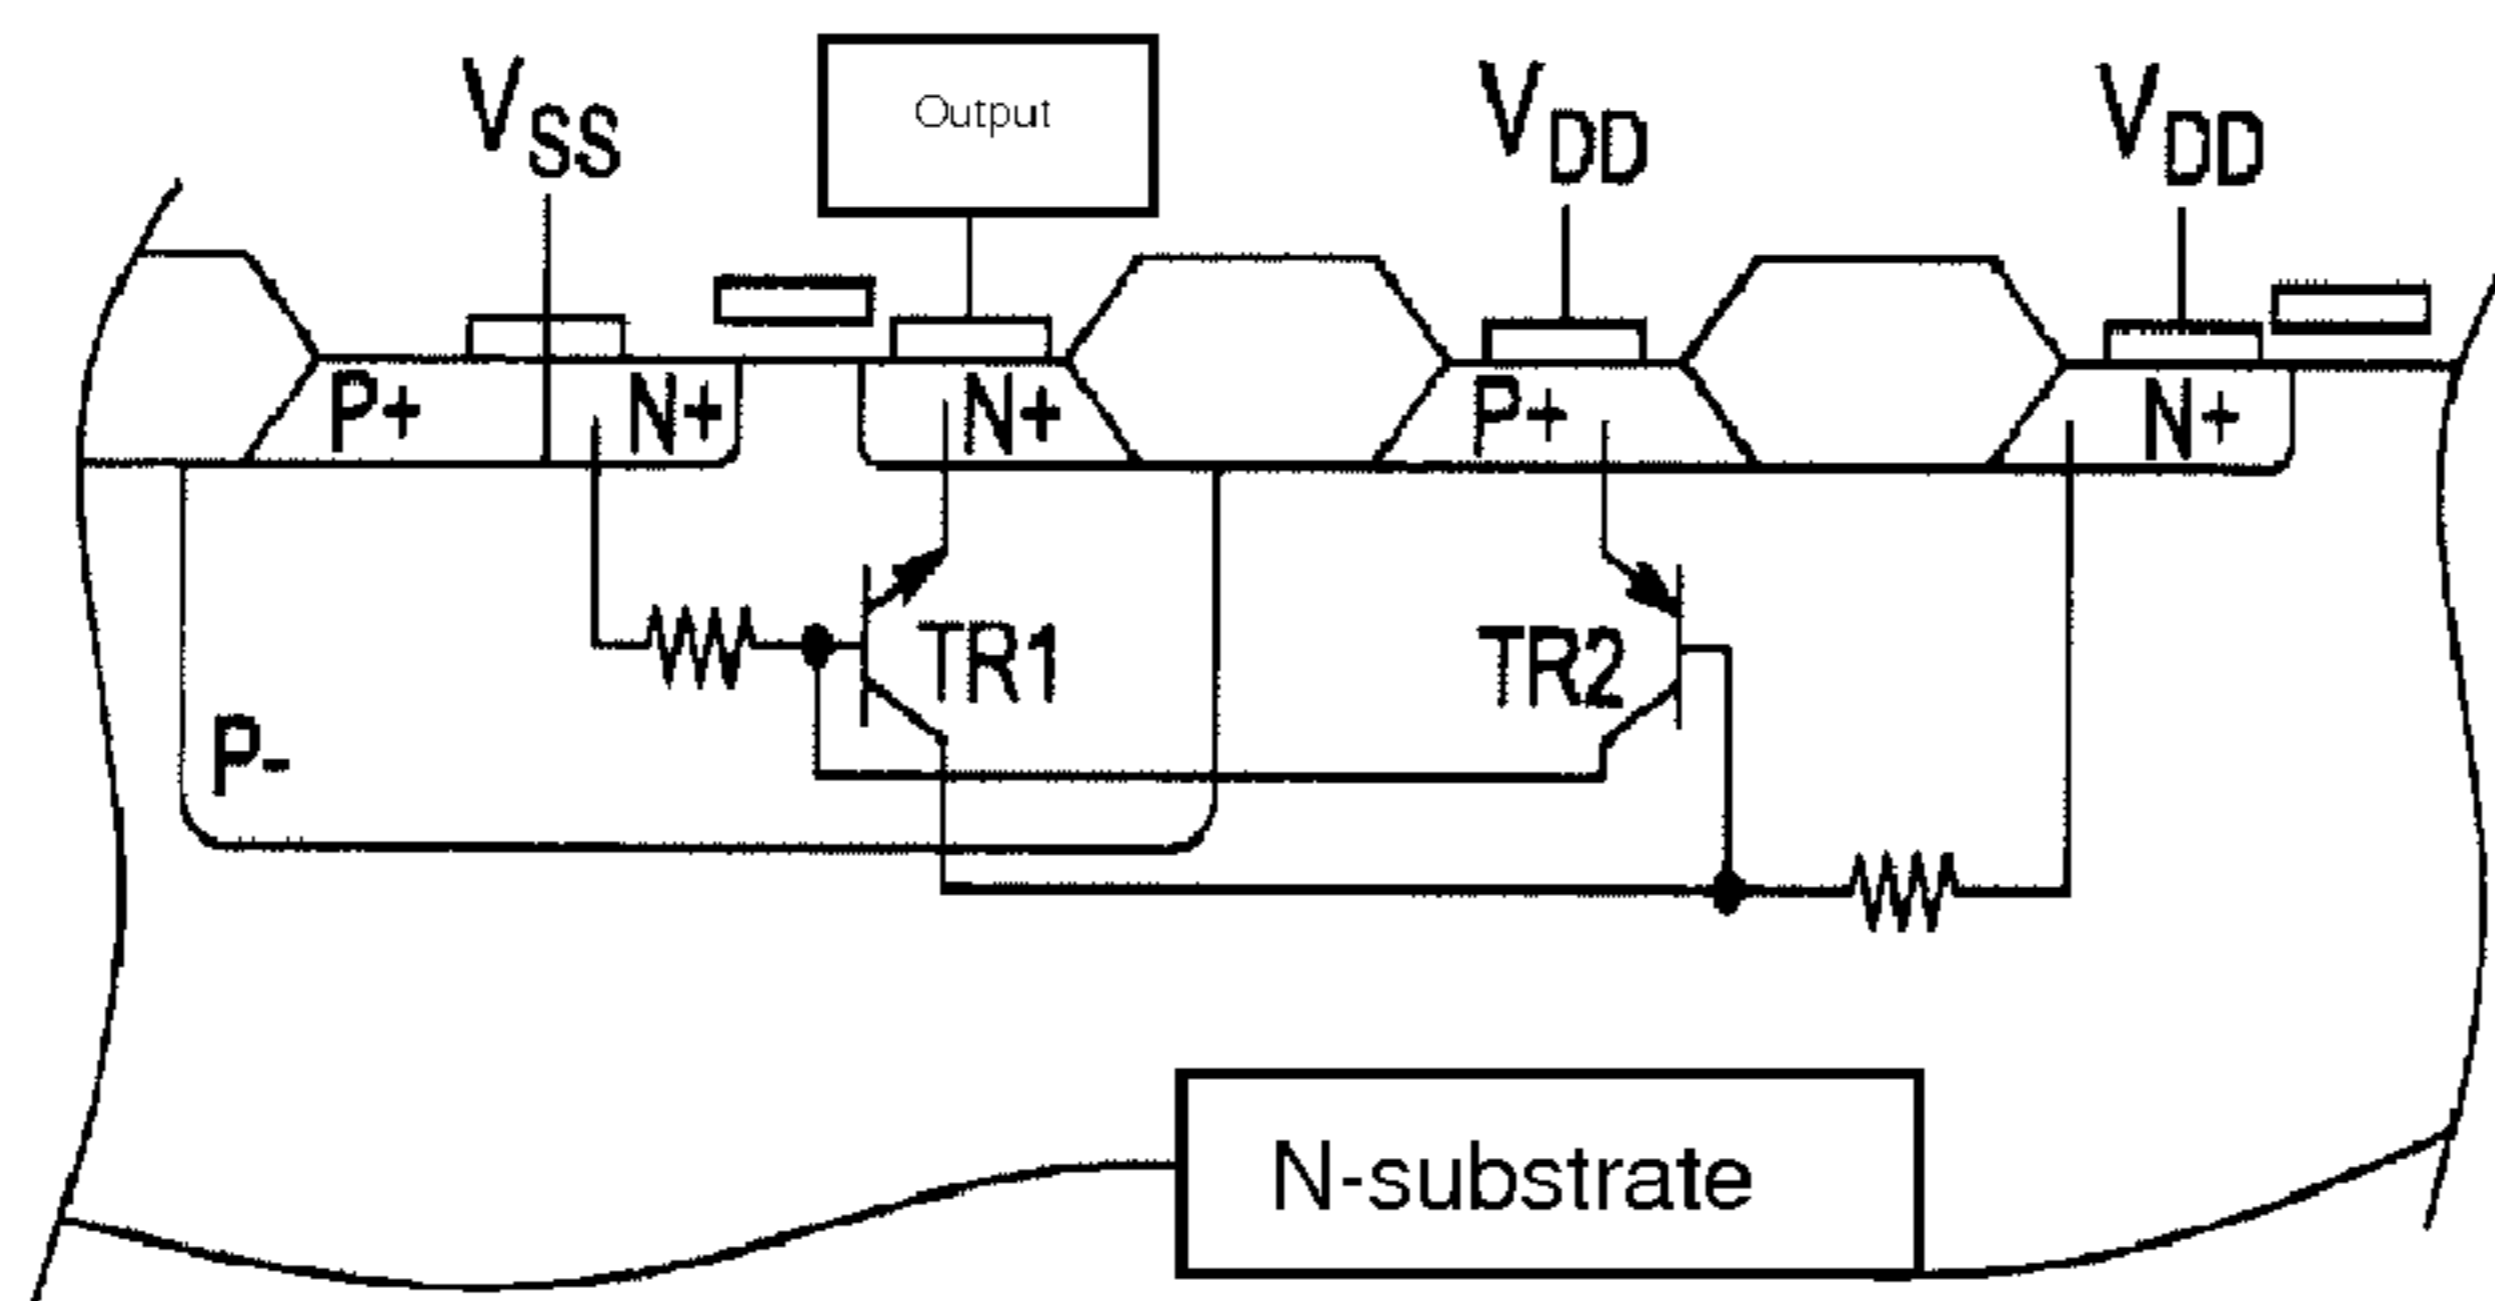 V_SS
Output
V_DD
V_DD
P+
N+
N+
P+
N+
TR1
TR2
P-
N-substrate